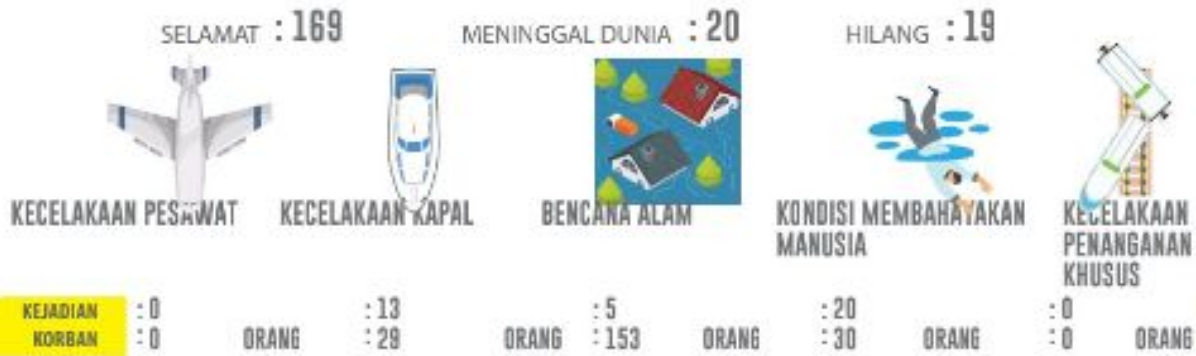 SELAMAT : 169 MENINGGAL DUNIA : 20 HILANG : 19
KECELAKAAN PESAWAT KECELAKAAN KAPAL BENCANA ALAM KONDISI MEMBAHAYAKAN MANUSIA KECELAKAAN PENANGANAN KHUSUS
KEJADIAN : 0 : 13 : 5 : 20 : 0
KORBAN : 0 ORANG : 29 ORANG : 153 ORANG : 30 ORANG : 0 ORANG